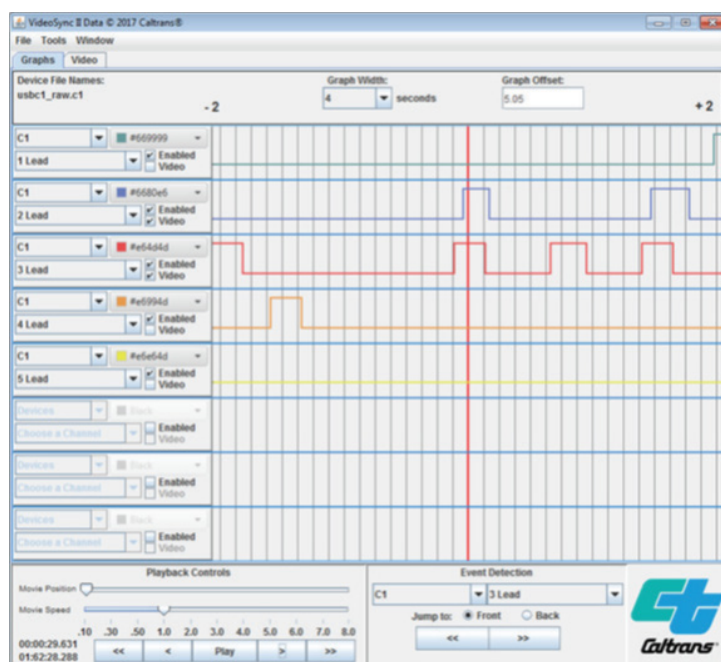 VideoSync II Data © 2017 Caltrans®
File Tools Window
Graphs Video
Device File Names:
usbc1_raw.c1
Graph Width:
4 seconds
Graph Offset:
5.05
- 2
+ 2
C1 #669999
1 Lead Enabled Video
C1 #6680e6
2 Lead Enabled Video
C1 #e64d4d
3 Lead Enabled Video
C1 #e6994d
4 Lead Enabled Video
C1 #e6e64d
5 Lead Enabled Video
Devices Black
Choose a Channel Enabled Video
Devices Black
Choose a Channel Enabled Video
Devices Black
Choose a Channel Enabled Video
Playback Controls
Movie Position
Movie Speed
.10 .30 .50 1.0 2.0 3.0 4.0 5.0 6.0 7.0 8.0
00:00:29.631
01:62:28.288
<< < Play > >>
Event Detection
C1 3 Lead
Jump to: Front Back
<< >>
Caltrans